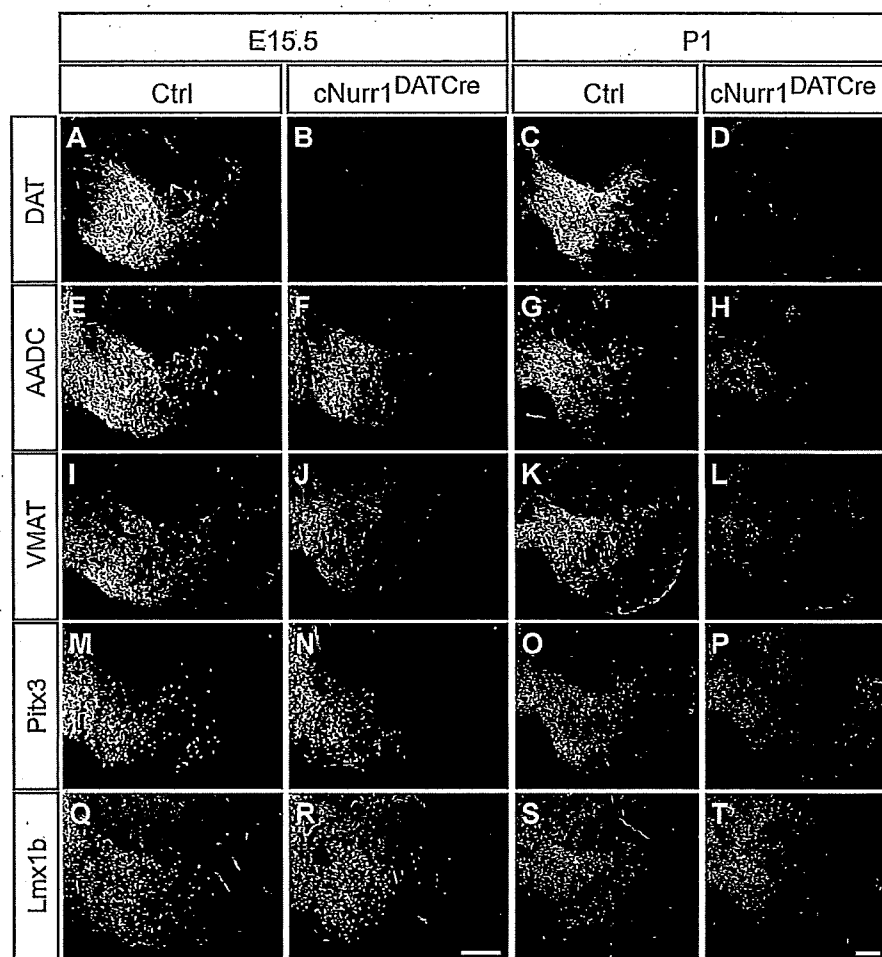 E15.5 P1
Ctrl cNurr1DATCre Ctrl cNurr1DATCre
DAT A B C D
AADC E F G H
VMAT I J K L
Pitx3 M N O P
Lmx1b Q R S T